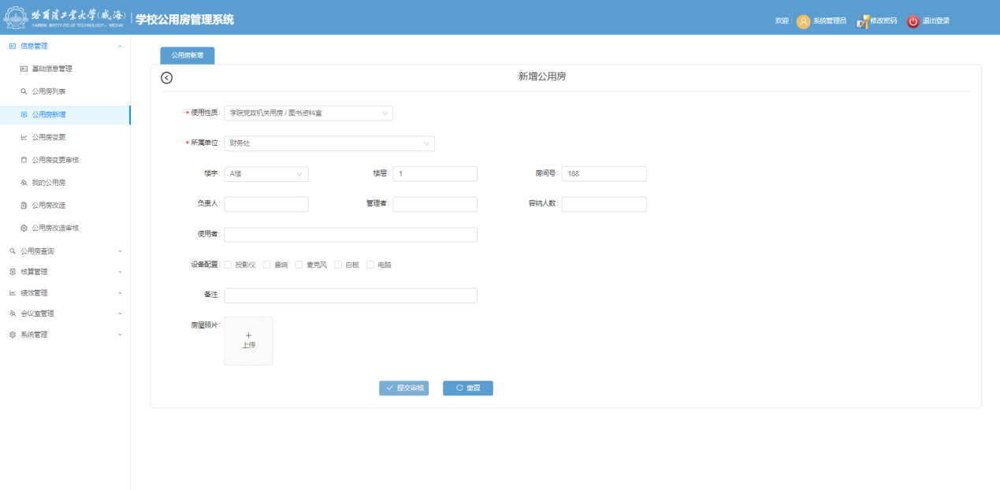 哈爾濱工業大學(威海) 学校公用房管理系统 欢迎: 系统管理员 修改密码 退出登录
HARBIN INSTITUTE OF TECHNOLOGY, WEIHAI
信息管理
基础信息管理
公用房列表
公用房新增
公用房变更
公用房变更审核
我的公用房
公用房改造
公用房改造审核
公用房查询
核算管理
绩效管理
会议室管理
系统管理
公用房新增
新增公用房
* 使用性质: 学院党政机关用房 / 图书资料室
* 所属单位: 财务处
楼宇: A楼 楼层: 1 房间号: 188
负责人: 管理者: 容纳人数:
使用者:
设备配置: 投影仪 音响 麦克风 白板 电脑
备注:
房屋照片: + 上传
提交审核 重置